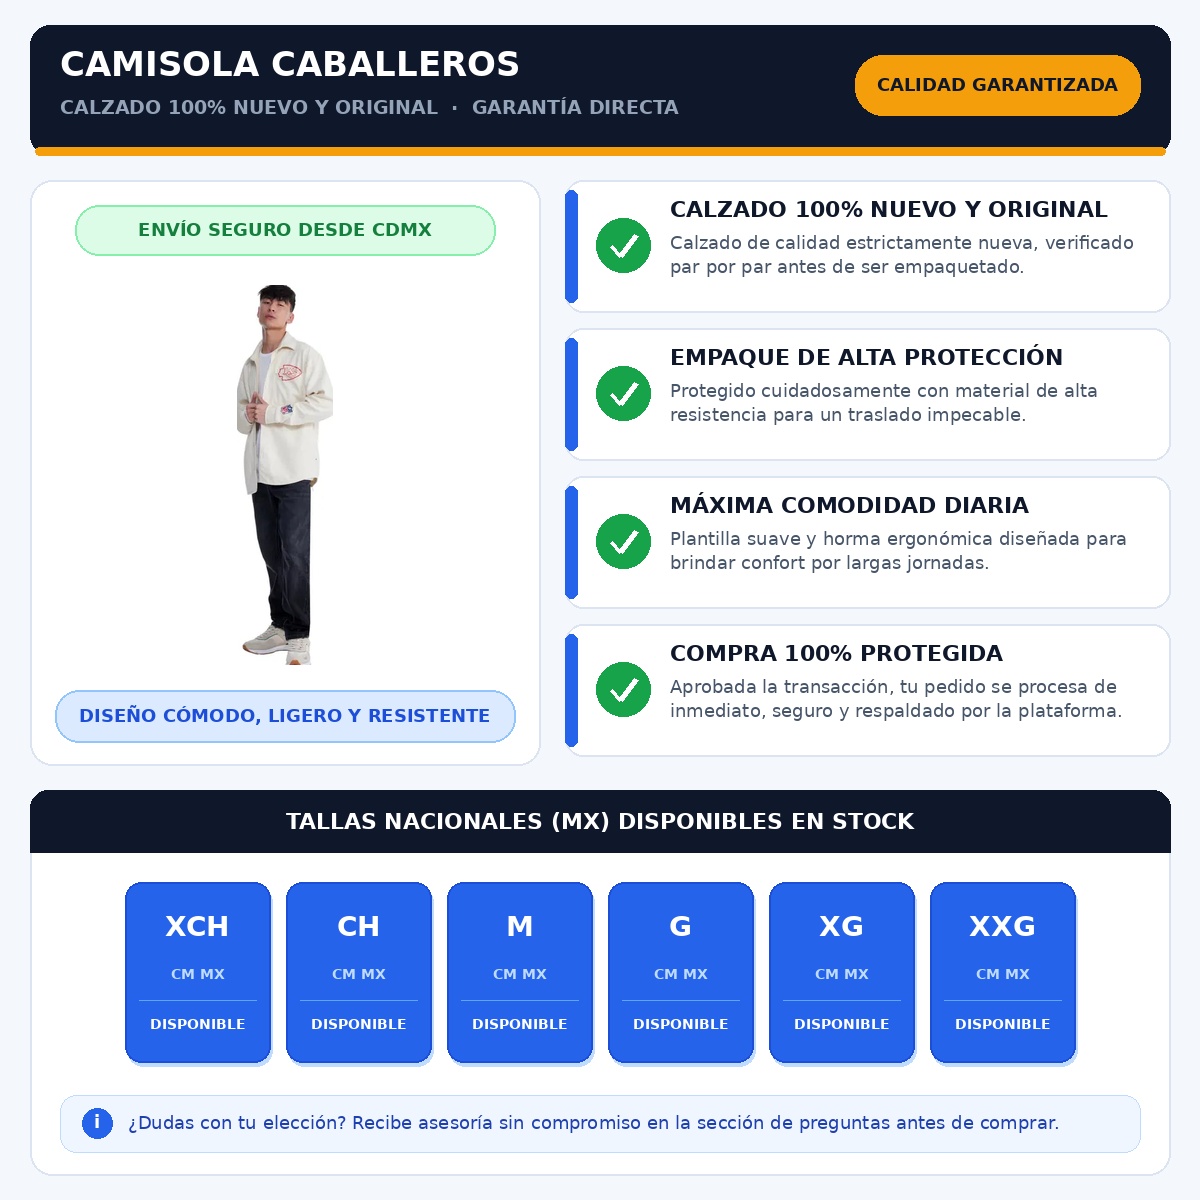 CAMISOLA CABALLEROS
CALZADO 100% NUEVO Y ORIGINAL · GARANTÍA DIRECTA
CALIDAD GARANTIZADA
ENVÍO SEGURO DESDE CDMX
DISEÑO CÓMODO, LIGERO Y RESISTENTE
CALZADO 100% NUEVO Y ORIGINAL
Calzado de calidad estrictamente nueva, verificado
par por par antes de ser empaquetado.
EMPAQUE DE ALTA PROTECCIÓN
Protegido cuidadosamente con material de alta
resistencia para un traslado impecable.
MÁXIMA COMODIDAD DIARIA
Plantilla suave y horma ergonómica diseñada para
brindar confort por largas jornadas.
COMPRA 100% PROTEGIDA
Aprobada la transacción, tu pedido se procesa de
inmediato, seguro y respaldado por la plataforma.
TALLAS NACIONALES (MX) DISPONIBLES EN STOCK
XCH
CM MX
DISPONIBLE
CH
CM MX
DISPONIBLE
M
CM MX
DISPONIBLE
G
CM MX
DISPONIBLE
XG
CM MX
DISPONIBLE
XXG
CM MX
DISPONIBLE
i
¿Dudas con tu elección? Recibe asesoría sin compromiso en la sección de preguntas antes de comprar.